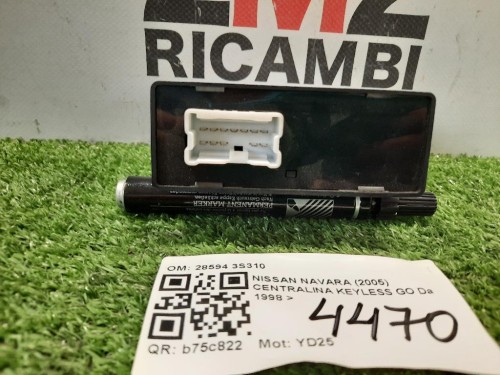 2M2
RICAMBI
PERMANENT MARKER
OM: 28594 3S310
NISSAN NAVARA (2005)
CENTRALINA KEYLESS GO Da
1998 >
4470
QR: b75c822 Mot: YD25